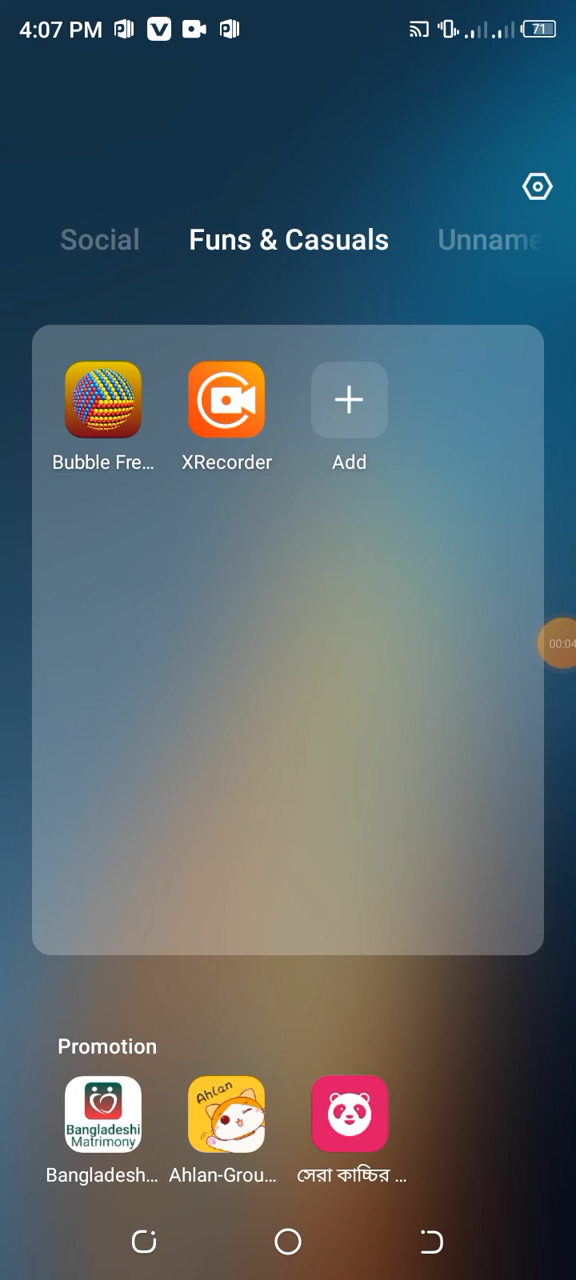 4:07 PM
71
Social
Funs & Casuals
Unname
Bubble Fre...
XRecorder
Add
00:04
Promotion
Bangladeshi
Matrimony
Ahlan
Bangladesh...
Ahlan-Grou...
সেরা কাচ্চির ...